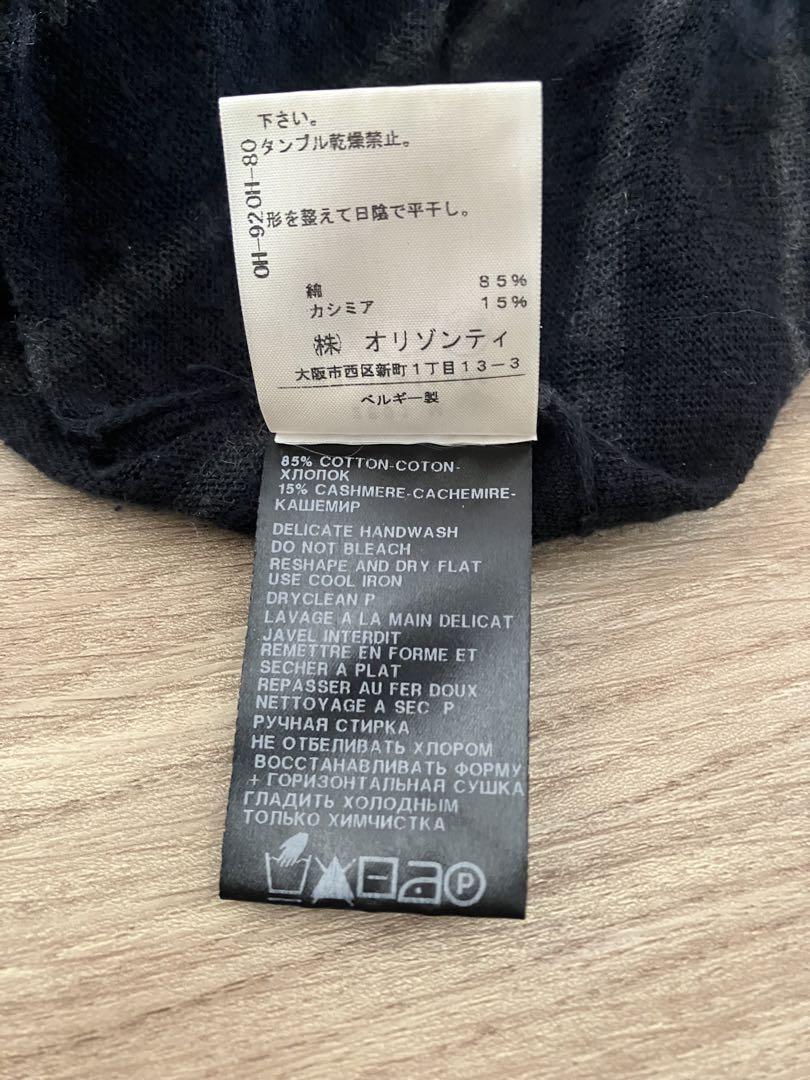 下さい。
タンブル乾燥禁止。
OH-920H-80
形を整えて日陰で平干し。
綿 85%
カシミア 15%
(株) オリゾンティ
大阪市西区新町1丁目13-3
ベルギー製
85% COTTON-COTON-
ХЛОПОК
15% CASHMERE-CACHEMIRE-
КАШЕМИР
DELICATE HANDWASH
DO NOT BLEACH
RESHAPE AND DRY FLAT
USE COOL IRON
DRYCLEAN P
LAVAGE A LA MAIN DELICAT
JAVEL INTERDIT
REMETTRE EN FORME ET
SECHER A PLAT
REPASSER AU FER DOUX
NETTOYAGE A SEC P
РУЧНАЯ СТИРКА
НЕ ОТБЕЛИВАТЬ ХЛОРОМ
ВОССТАНАВЛИВАТЬ ФОРМУ
+ ГОРИЗОНТАЛЬНАЯ СУШКА
ГЛАДИТЬ ХОЛОДНЫМ
ТОЛЬКО ХИМЧИСТКА
P